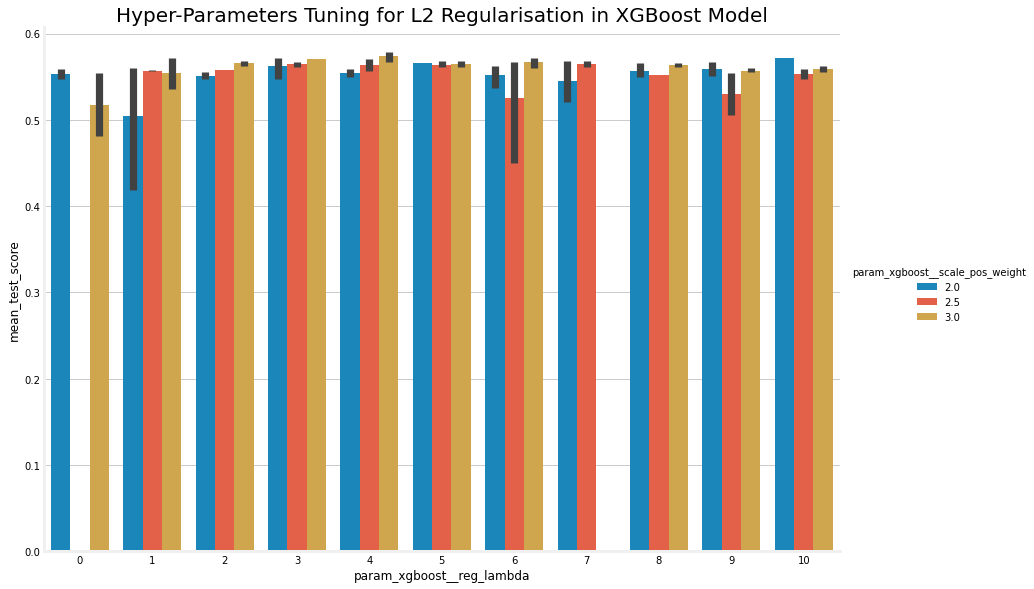 Hyper-Parameters Tuning for L2 Regularisation in XGBoost Model
0.6
0.5
0.4
0.3
0.2
0.1
0.0
mean_test_score
0 1 2 3 4 5 6 7 8 9 10
param_xgboost__reg_lambda
param_xgboost__scale_pos_weight
2.0
2.5
3.0